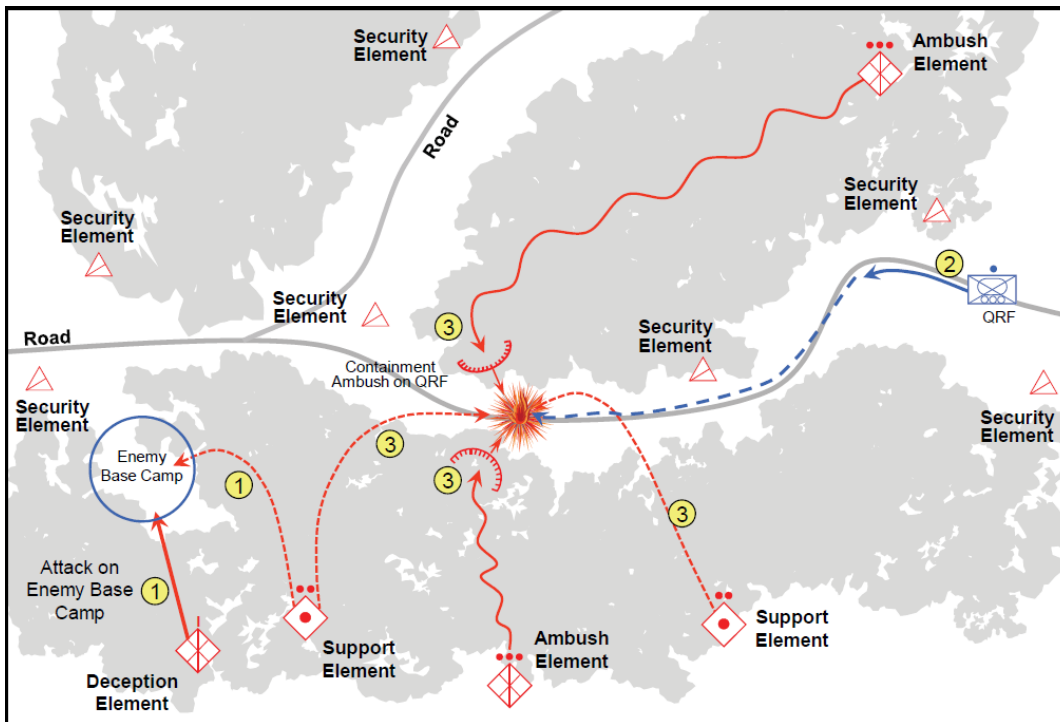 Security
Element
Ambush
Element
Road
Security
Element
Security
Element
2
QRF
Security
Element
3
Security
Element
Road
Containment
Ambush on QRF
Security
Element
Security
Element
3
3
Enemy
Base Camp
1
3
Attack on
Enemy Base
Camp
1
Support
Element
Ambush
Element
Support
Element
Deception
Element